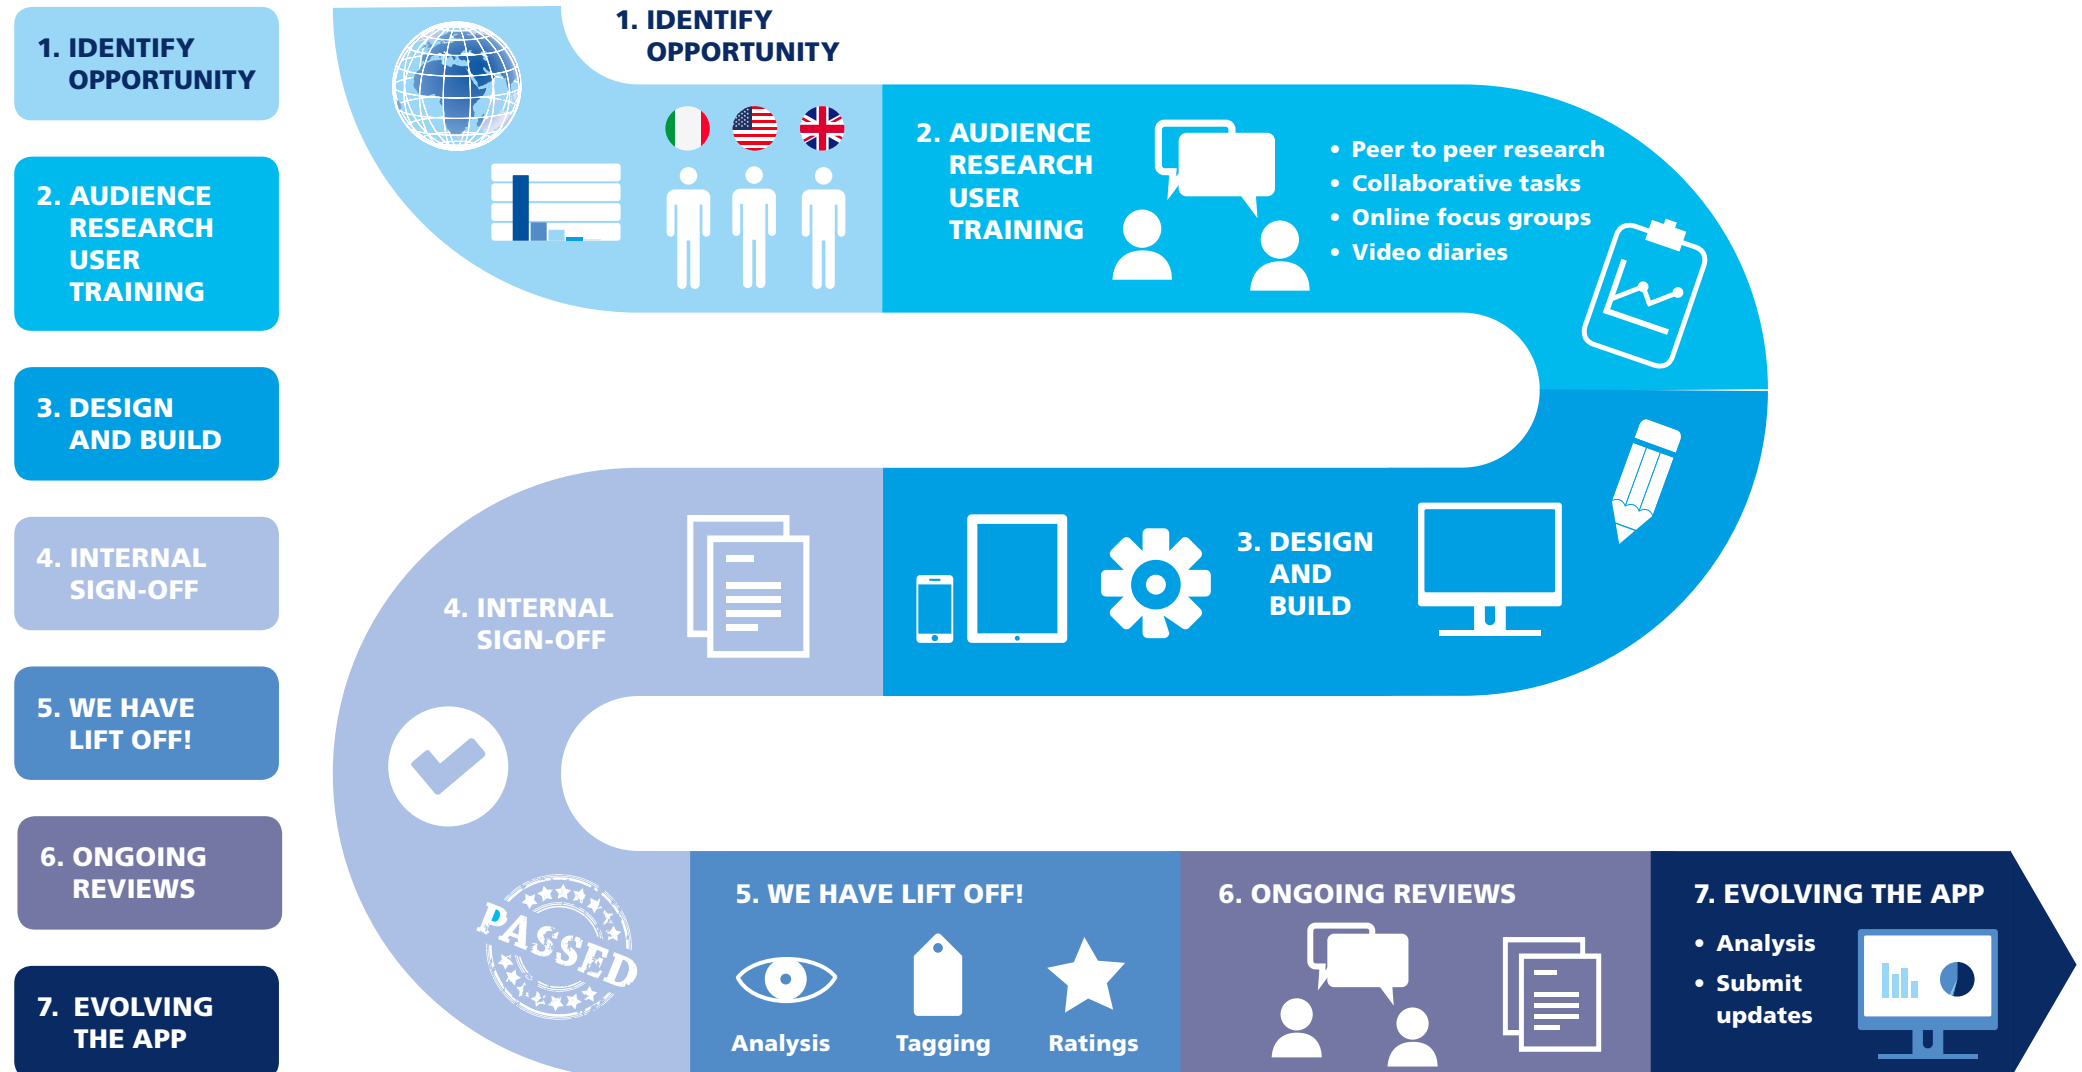 1. IDENTIFY
OPPORTUNITY
2. AUDIENCE
RESEARCH
USER
TRAINING
3. DESIGN
AND BUILD
4. INTERNAL
SIGN-OFF
5. WE HAVE
LIFT OFF!
6. ONGOING
REVIEWS
7. EVOLVING
THE APP
1. IDENTIFY
OPPORTUNITY
2. AUDIENCE
RESEARCH
USER
TRAINING
• Peer to peer research
• Collaborative tasks
• Online focus groups
• Video diaries
3. DESIGN
AND
BUILD
4. INTERNAL
SIGN-OFF
PASSED
5. WE HAVE LIFT OFF!
Analysis
Tagging
Ratings
6. ONGOING REVIEWS
7. EVOLVING THE APP
• Analysis
• Submit
updates